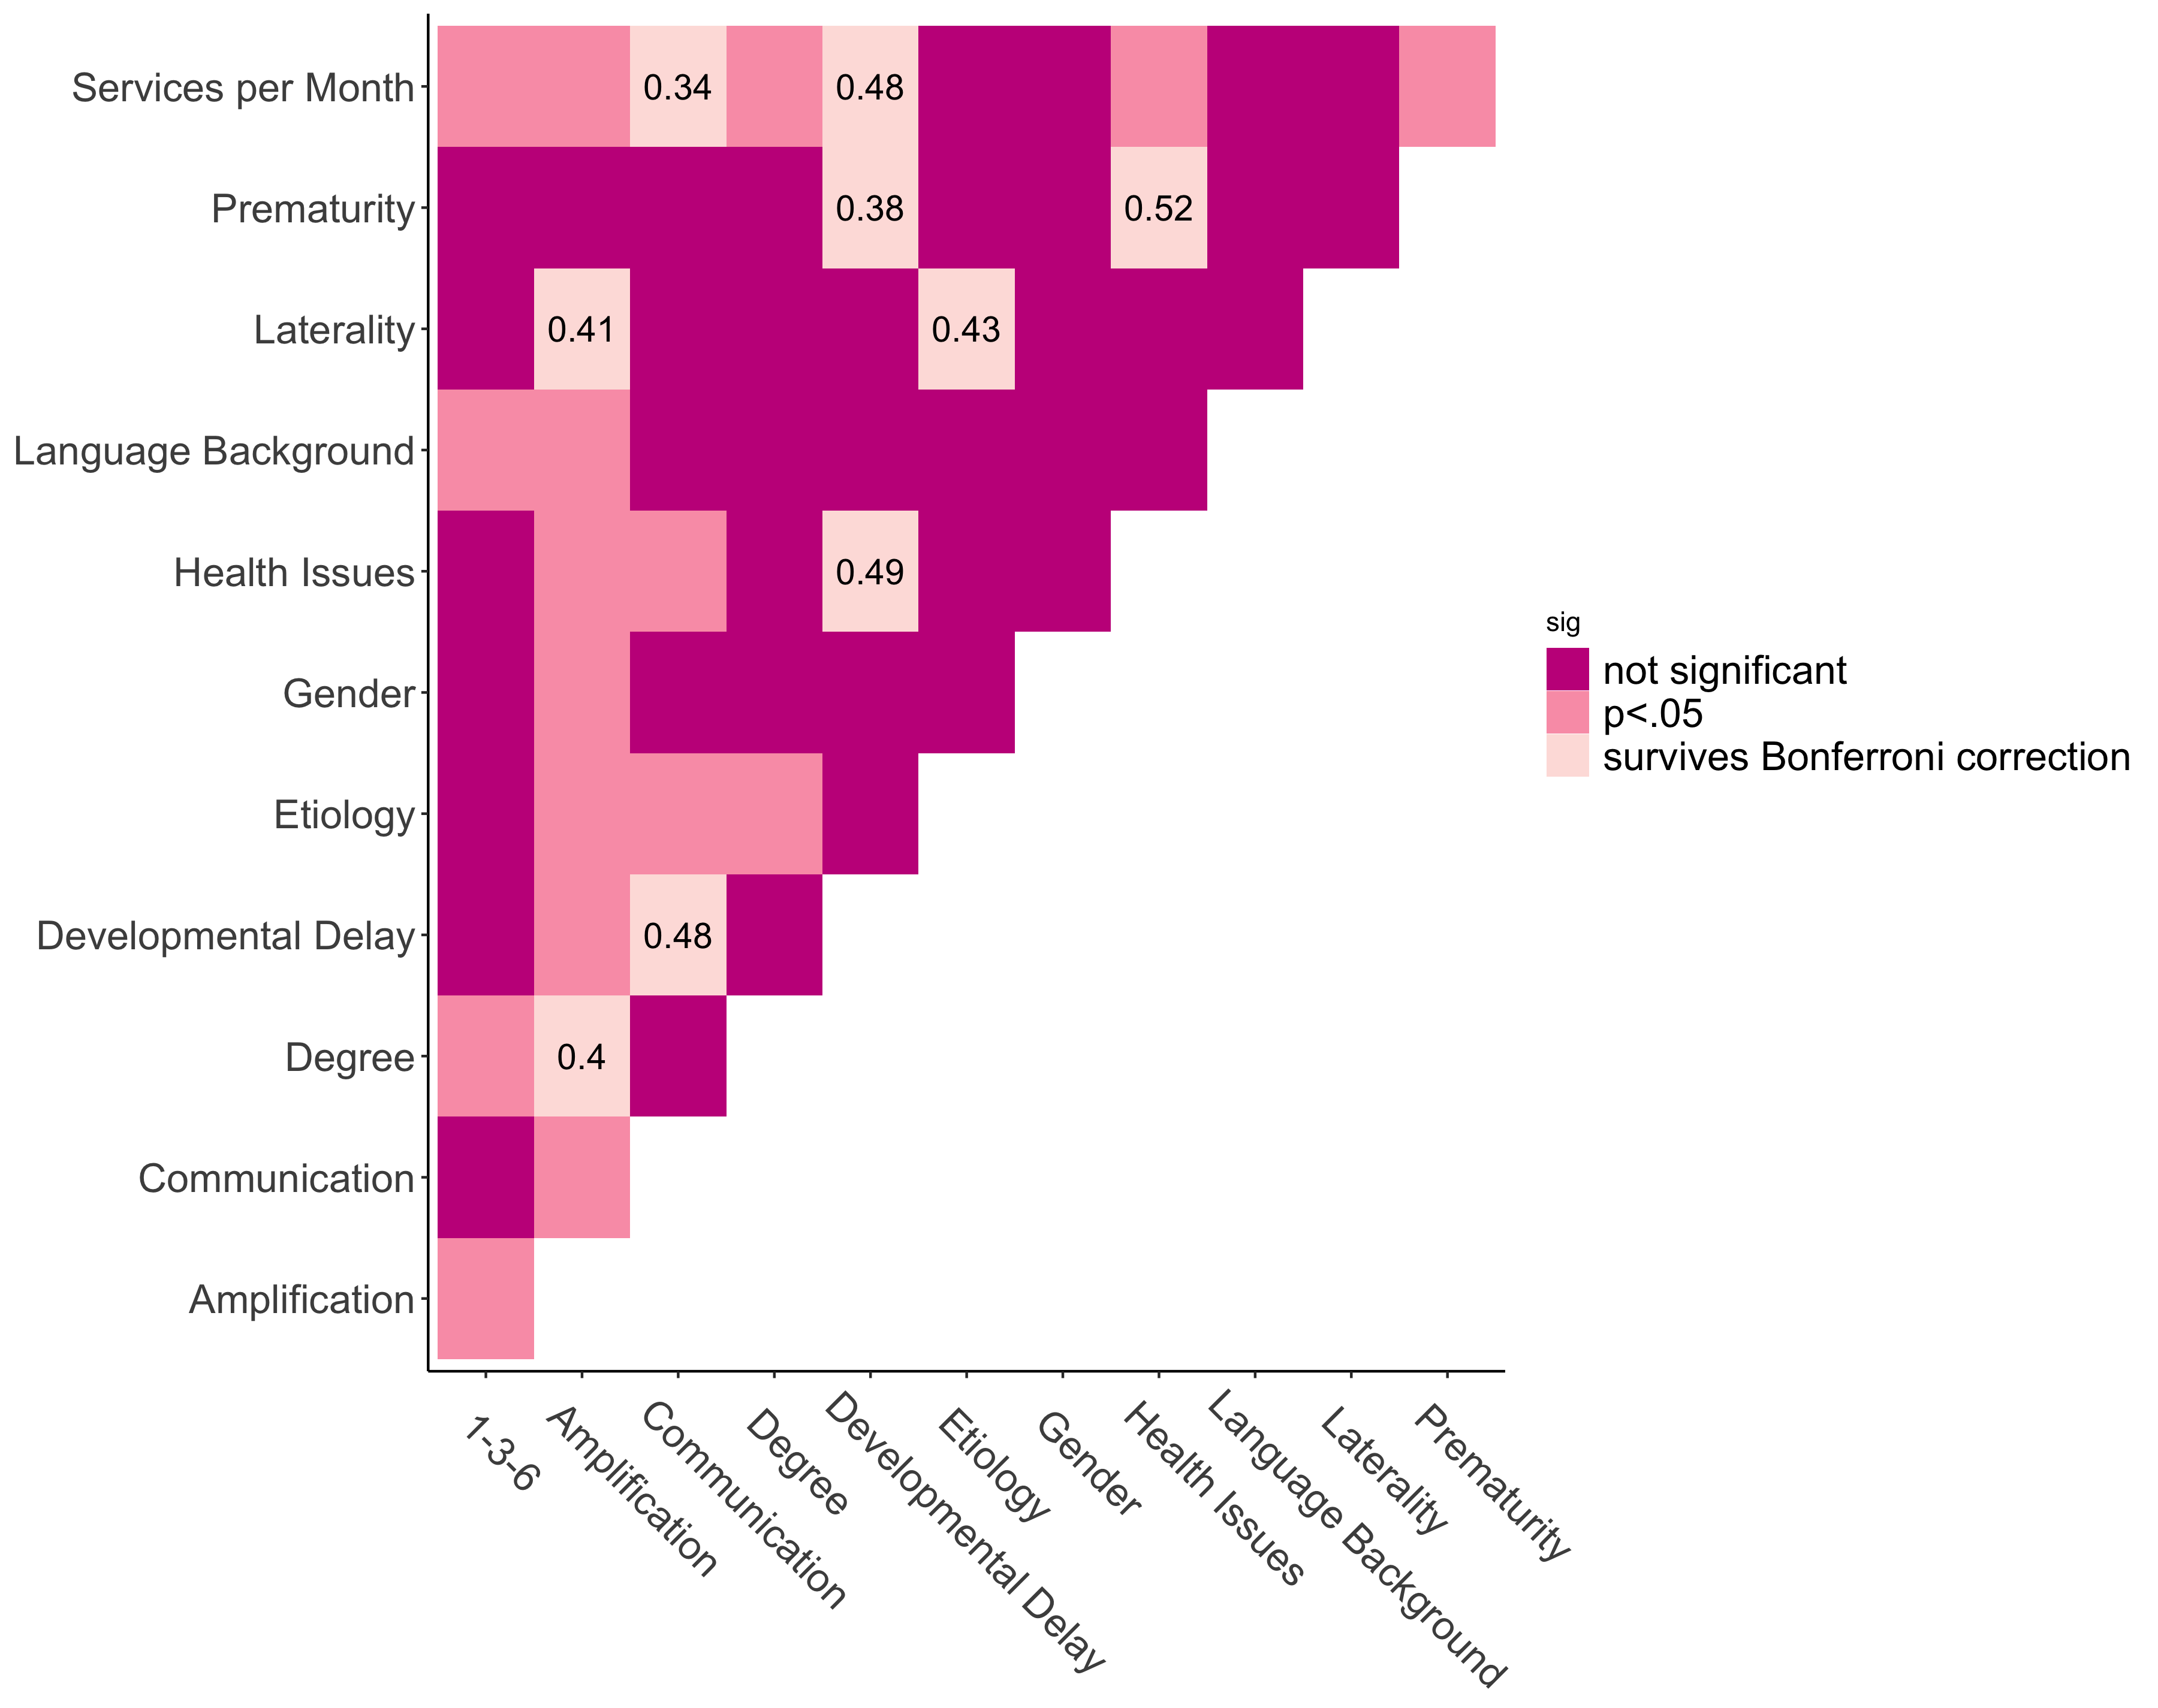 Services per Month
0.34
0.48
Prematurity
0.38
0.52
Laterality
0.41
0.43
Language Background
Health Issues
0.49
Gender
Etiology
Developmental Delay
0.48
Degree
0.4
Communication
Amplification
1-3-6
Amplification
Communication
Degree
Developmental Delay
Etiology
Gender
Health Issues
Language Background
Laterality
Prematurity
sig
not significant
p<.05
survives Bonferroni correction